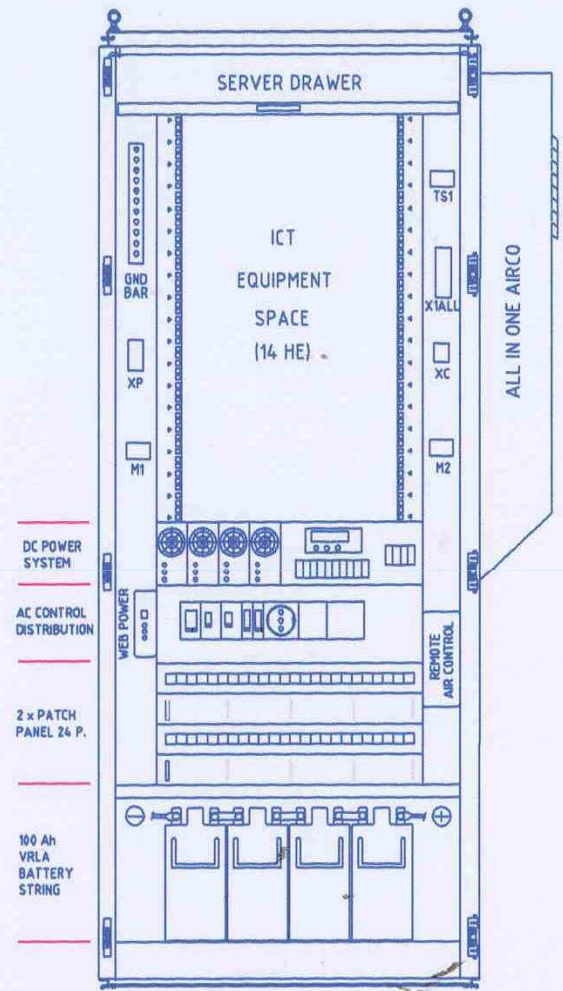 SERVER DRAWER
GND
BAR
XP
M1
ICT
EQUIPMENT
SPACE
(14 HE)
TS1
X1ALL
XC
M2
ALL IN ONE AIRCO
DC POWER
SYSTEM
AC CONTROL
DISTRIBUTION
WEB POWER
REMOTE
AIR CONTROL
2 x PATCH
PANEL 24 P.
100 Ah
VRLA
BATTERY
STRING
− +